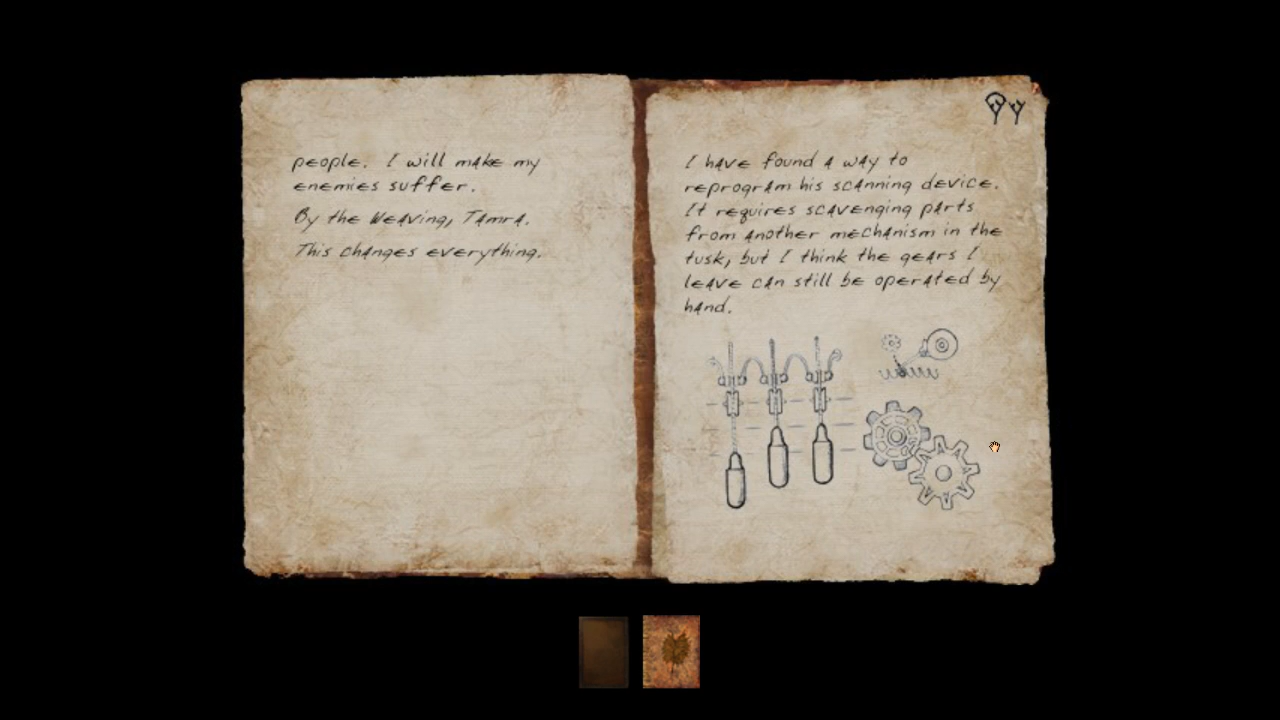 people. I will make my
enemies suffer.
By the Weaving, Tamra.
This changes everything.
I have found a way to
reprogram his scanning device.
It requires scavenging parts
from another mechanism in the
tusk, but I think the gears I
leave can still be operated by
hand.